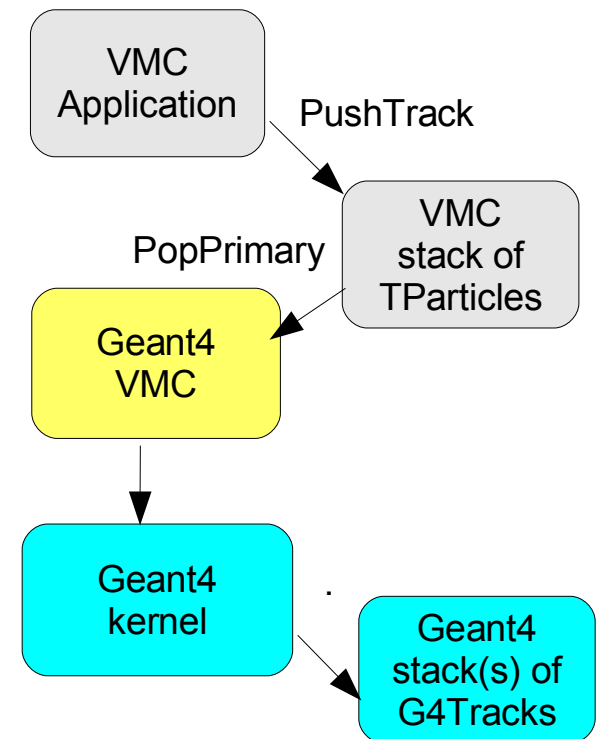 VMC
Application
PushTrack
VMC
stack of
TParticles
PopPrimary
Geant4
VMC
Geant4
kernel
.
Geant4
stack(s) of
G4Tracks